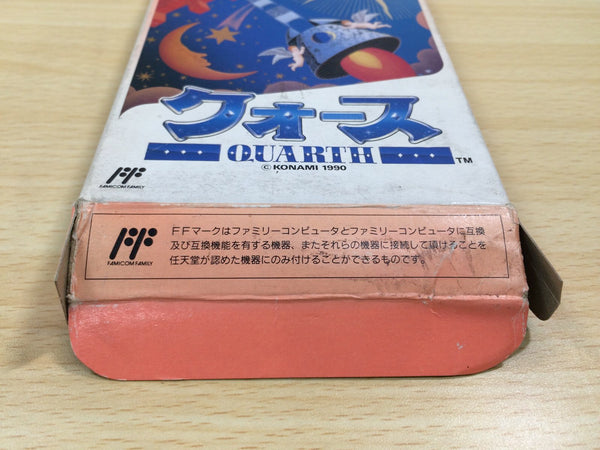 クォース
QUARTH
TM
© KONAMI 1990
FAMICOM FAMILY
FFマークはファミリーコンピュータとファミリーコンピュータに互換
及び互換機能を有する機器、またそれらの機器に接続して頂けることを
任天堂が認めた機器にのみ付けることができるものです。
FAMICOM FAMILY